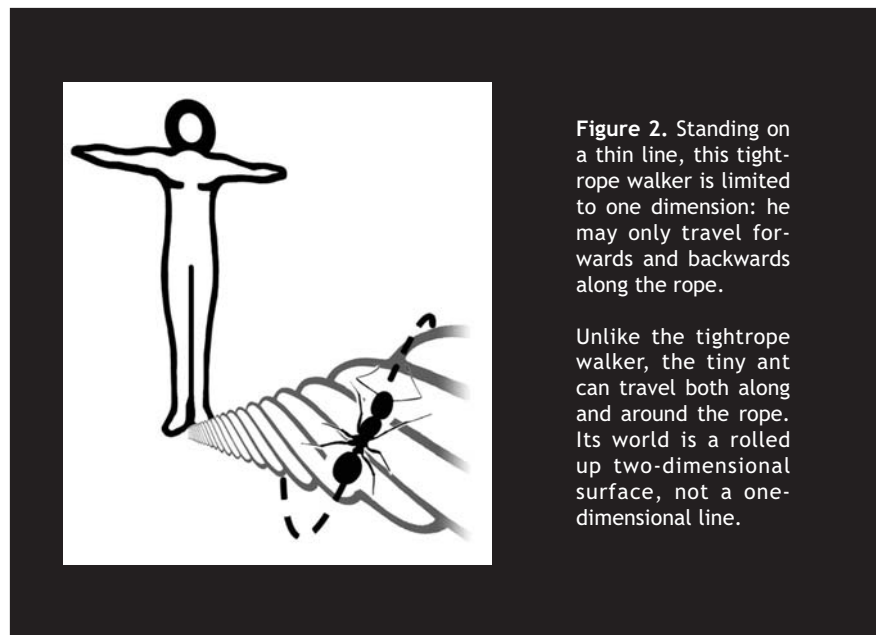 Figure 2. Standing on
a thin line, this tight-
rope walker is limited
to one dimension: he
may only travel for-
wards and backwards
along the rope.
Unlike the tightrope
walker, the tiny ant
can travel both along
and around the rope.
Its world is a rolled
up two-dimensional
surface, not a one-
dimensional line.